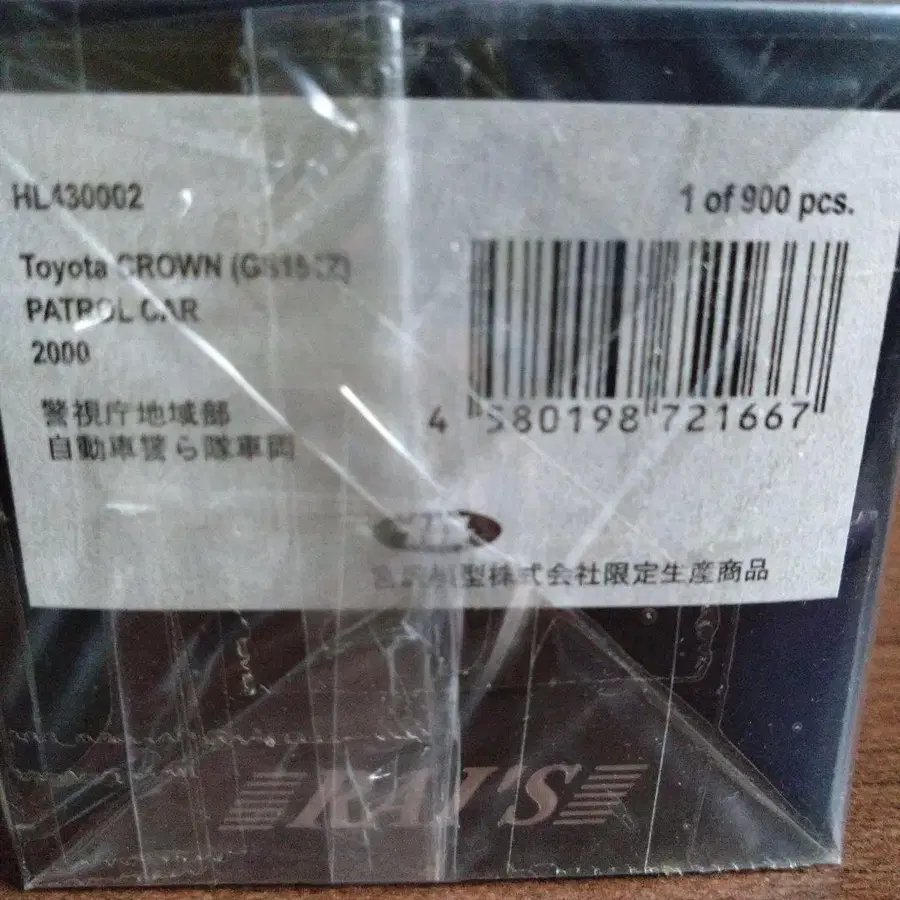 HL430002
1 of 900 pcs.
Toyota CROWN
PATROL CAR
2000
警視庁地域部
自動車警ら隊車両
4 580198 721667
型株式会社限定生産商品
RAI'S